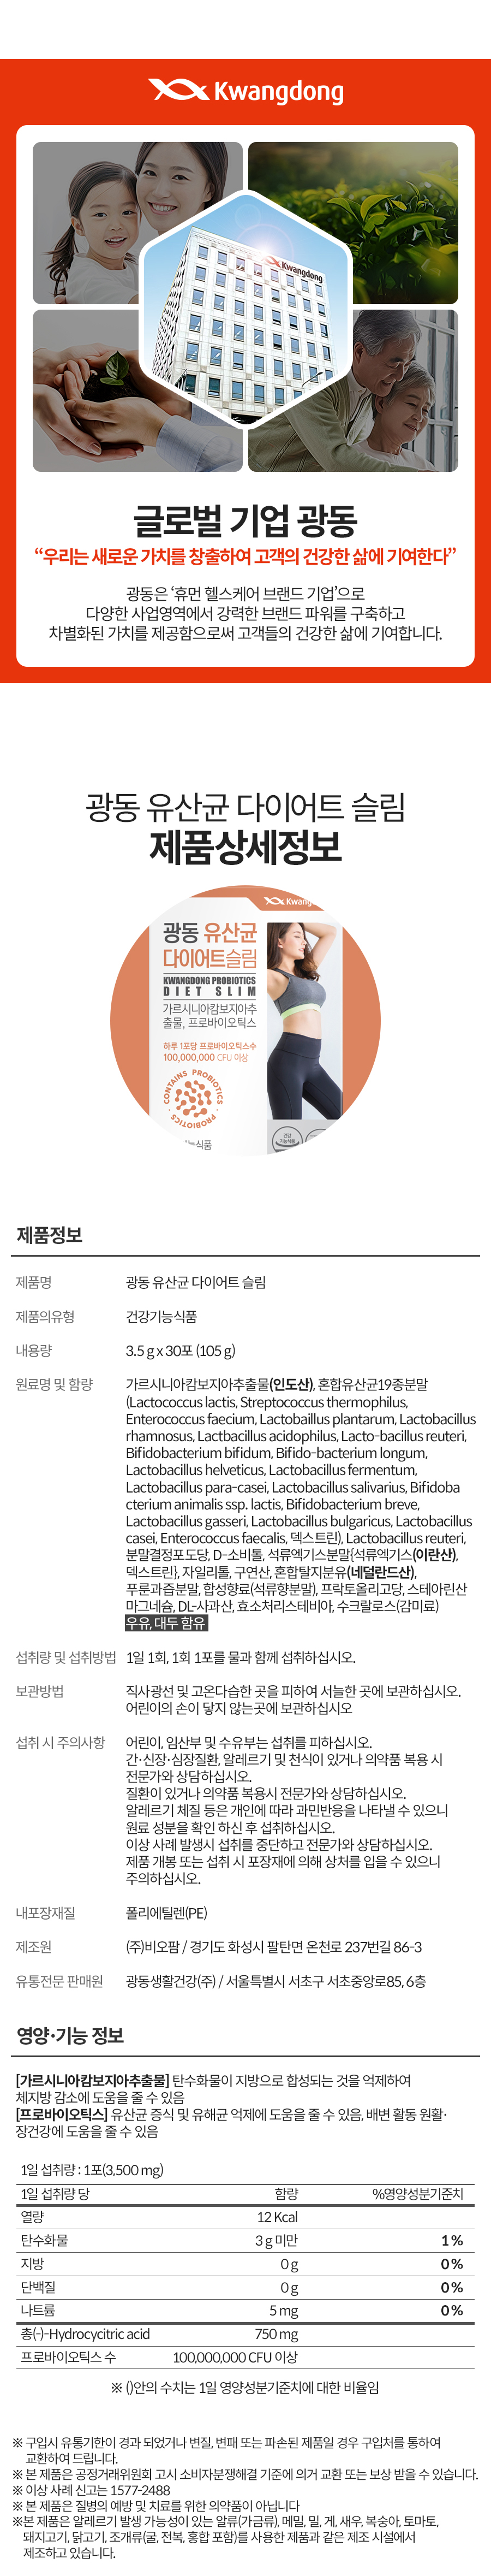 Kwangdong
Kwangdong
글로벌 기업 광동
“우리는 새로운 가치를 창출하여 고객의 건강한 삶에 기여한다”
광동은 ‘휴먼 헬스케어 브랜드 기업’으로
다양한 사업영역에서 강력한 브랜드 파워를 구축하고
차별화된 가치를 제공함으로써 고객들의 건강한 삶에 기여합니다.
광동 유산균 다이어트 슬림
제품상세정보
광동 유산균
다이어트슬림
KWANGDONG PROBIOTICS
DIET SLIM
가르시니아캄보지아추
출물, 프로바이오틱스
하루 1포당 프로바이오틱스수
100,000,000 CFU 이상
CONTAINS PROBIOTICS
PROBIOTICS
건강
기능식품
제품정보
제품명 광동 유산균 다이어트 슬림
제품의유형 건강기능식품
내용량 3.5 g x 30포 (105 g)
원료명 및 함량 가르시니아캄보지아추출물(인도산), 혼합유산균19종분말
(Lactococcus lactis, Streptococcus thermophilus,
Enterococcus faecium, Lactobaillus plantarum, Lactobacillus
rhamnosus, Lactbacillus acidophilus, Lacto-bacillus reuteri,
Bifidobacterium bifidum, Bifido-bacterium longum,
Lactobacillus helveticus, Lactobacillus fermentum,
Lactobacillus para-casei, Lactobacillus salivarius, Bifidoba
cterium animalis ssp. lactis, Bifidobacterium breve,
Lactobacillus gasseri, Lactobacillus bulgaricus, Lactobacillus
casei, Enterococcus faecalis, 덱스트린), Lactobacillus reuteri,
분말결정포도당, D-소비톨, 석류엑기스분말{석류엑기스(이란산),
덱스트린}, 자일리톨, 구연산, 혼합탈지분유(네덜란드산),
푸룬과즙분말, 합성향료(석류향분말), 프락토올리고당, 스테아린산
마그네슘, DL-사과산, 효소처리스테비아, 수크랄로스(감미료)
우유, 대두 함유
섭취량 및 섭취방법 1일 1회, 1회 1포를 물과 함께 섭취하십시오.
보관방법 직사광선 및 고온다습한 곳을 피하여 서늘한 곳에 보관하십시오.
어린이의 손이 닿지 않는곳에 보관하십시오
섭취 시 주의사항 어린이, 임산부 및 수유부는 섭취를 피하십시오.
간·신장·심장질환, 알레르기 및 천식이 있거나 의약품 복용 시
전문가와 상담하십시오.
질환이 있거나 의약품 복용시 전문가와 상담하십시오.
알레르기 체질 등은 개인에 따라 과민반응을 나타낼 수 있으니
원료 성분을 확인 하신 후 섭취하십시오.
이상 사례 발생시 섭취를 중단하고 전문가와 상담하십시오.
제품 개봉 또는 섭취 시 포장재에 의해 상처를 입을 수 있으니
주의하십시오.
내포장재질 폴리에틸렌(PE)
제조원 (주)비오팜 / 경기도 화성시 팔탄면 온천로 237번길 86-3
유통전문 판매원 광동생활건강(주) / 서울특별시 서초구 서초중앙로85, 6층
영양·기능 정보
[가르시니아캄보지아추출물] 탄수화물이 지방으로 합성되는 것을 억제하여
체지방 감소에 도움을 줄 수 있음
[프로바이오틱스] 유산균 증식 및 유해균 억제에 도움을 줄 수 있음, 배변 활동 원활·
장건강에 도움을 줄 수 있음
1일 섭취량 : 1포(3,500 mg)
1일 섭취량 당 함량 %영양성분기준치
열량 12 Kcal
탄수화물 3 g 미만 1 %
지방 0 g 0 %
단백질 0 g 0 %
나트륨 5 mg 0 %
총(-)-Hydroxycitric acid 750 mg
프로바이오틱스 수 100,000,000 CFU 이상
※ ()안의 수치는 1일 영양성분기준치에 대한 비율임
※ 구입시 유통기한이 경과 되었거나 변질, 변패 또는 파손된 제품일 경우 구입처를 통하여
교환하여 드립니다.
※ 본 제품은 공정거래위원회 고시 소비자분쟁해결 기준에 의거 교환 또는 보상 받을 수 있습니다.
※ 이상 사례 신고는 1577-2488
※ 본 제품은 질병의 예방 및 치료를 위한 의약품이 아닙니다
※본 제품은 알레르기 발생 가능성이 있는 알류(가금류), 메밀, 밀, 게, 새우, 복숭아, 토마토,
돼지고기, 닭고기, 조개류(굴, 전복, 홍합 포함)를 사용한 제품과 같은 제조 시설에서
제조하고 있습니다.